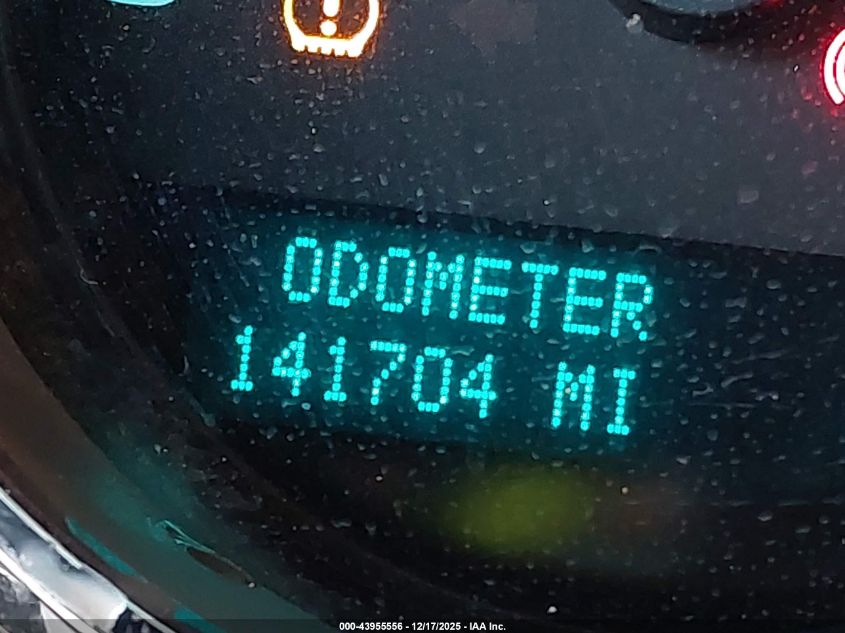 ODOMETER
141704 MI
000-43955556 - 12/17/2025 - IAA Inc.